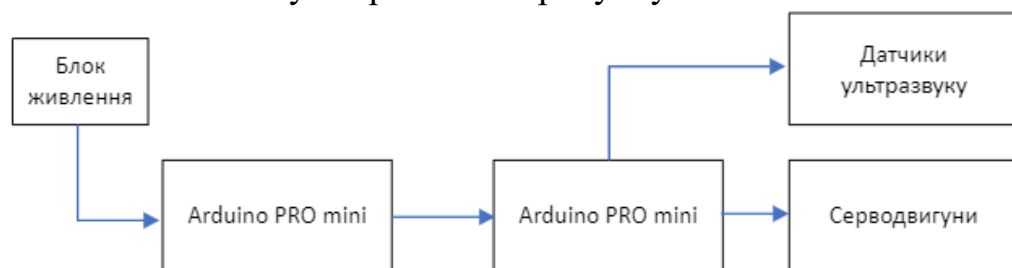 Блок
живлення
Датчики
ультразвуку
Arduino PRO mini
Arduino PRO mini
Серводвигуни